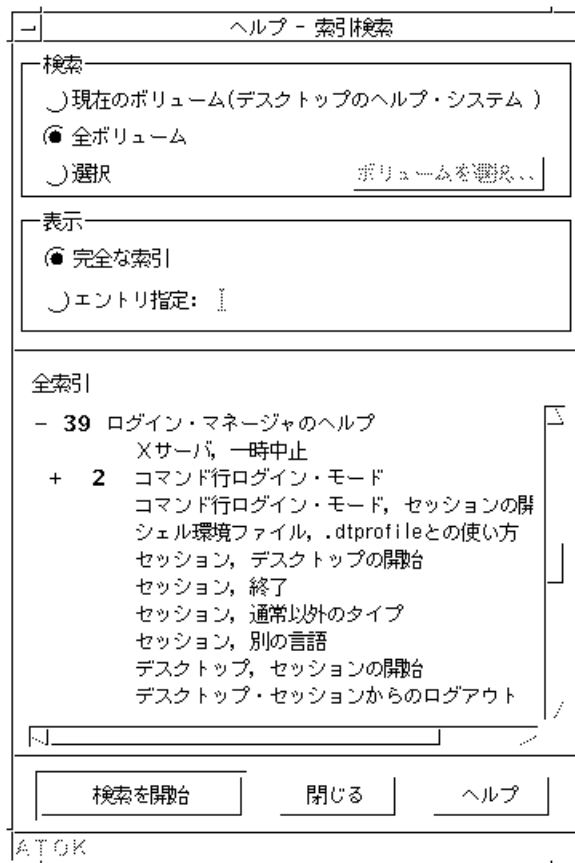 ヘルプ - 索引検索
検索
現在のボリューム(デスクトップのヘルプ・システム )
全ボリューム
選択 ボリュームを選択...
表示
完全な索引
エントリ指定:
全索引
- 39 ログイン・マネージャのヘルプ
Xサーバ, 一時中止
+ 2 コマンド行ログイン・モード
コマンド行ログイン・モード, セッションの開
シェル環境ファイル, .dtprofileとの使い方
セッション, デスクトップの開始
セッション, 終了
セッション, 通常以外のタイプ
セッション, 別の言語
デスクトップ, セッションの開始
デスクトップ・セッションからのログアウト
検索を開始 閉じる ヘルプ
ATOK